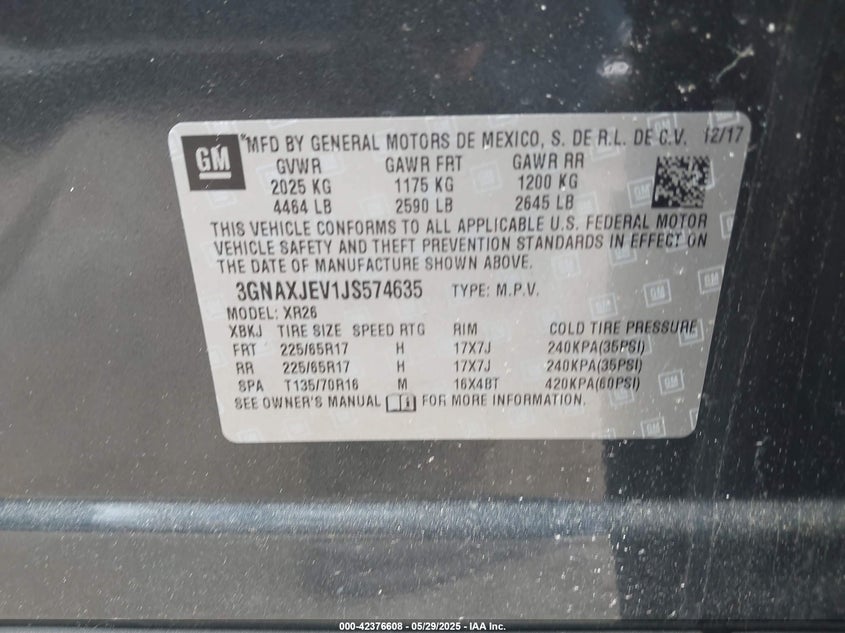 GM
*MFD BY GENERAL MOTORS DE MEXICO, S. DE R.L. DE C.V. 12/17
GVWR GAWR FRT GAWR RR
2025 KG 1175 KG 1200 KG
4464 LB 2590 LB 2645 LB
THIS VEHICLE CONFORMS TO ALL APPLICABLE U.S. FEDERAL MOTOR
VEHICLE SAFETY AND THEFT PREVENTION STANDARDS IN EFFECT ON
THE DATE OF MANUFACTURE SHOWN ABOVE.
3GNAXJEV1JS574635 TYPE: M.P.V.
MODEL: XR26
XBKJ TIRE SIZE SPEED RTG RIM COLD TIRE PRESSURE
FRT 225/65R17 H 17X7J 240KPA(35PSI)
RR 225/65R17 H 17X7J 240KPA(35PSI)
SPA T135/70R16 M 16X4BT 420KPA(60PSI)
SEE OWNER'S MANUAL FOR MORE INFORMATION.
000-42376608 - 05/29/2025 - IAA Inc.